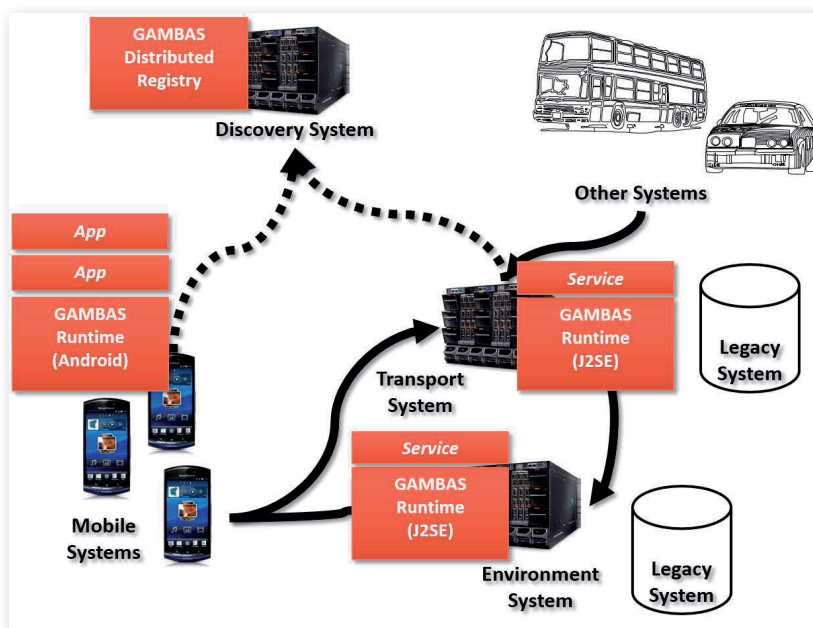 GAMBAS
Distributed
Registry
Discovery System
Other Systems
App
App
GAMBAS
Runtime
(Android)
Mobile
Systems
Service
GAMBAS
Runtime
(J2SE)
Transport
System
Legacy
System
Service
GAMBAS
Runtime
(J2SE)
Environment
System
Legacy
System